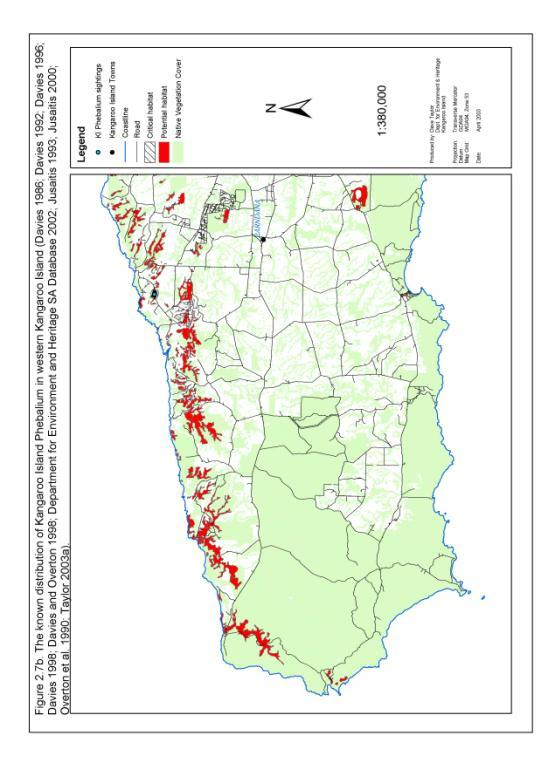 Figure 2.7b. The known distribution of Kangaroo Island Phebalium in western Kangaroo Island (Davies 1986; Davies 1992; Davies 1996;
Davies 1998; Davies and Overton 1998; Department for Environment and Heritage SA Database 2002; Jusaitis 1993; Jusaitis 2000;
Overton et al. 1990; Taylor 2003a).
Legend
KI Phebalium sightings
Kangaroo Island Towns
Coastline
Road
Critical habitat
Potential habitat
Native Vegetation Cover
N
1:380,000
Produced by: Dave Taylor
Dept. for Environment & Heritage
Kangaroo Island
Projection: Transverse Mercator
Datum: GDA94
Map Grid: MGA94, Zone 53
Date: April 2003
PARNDANA